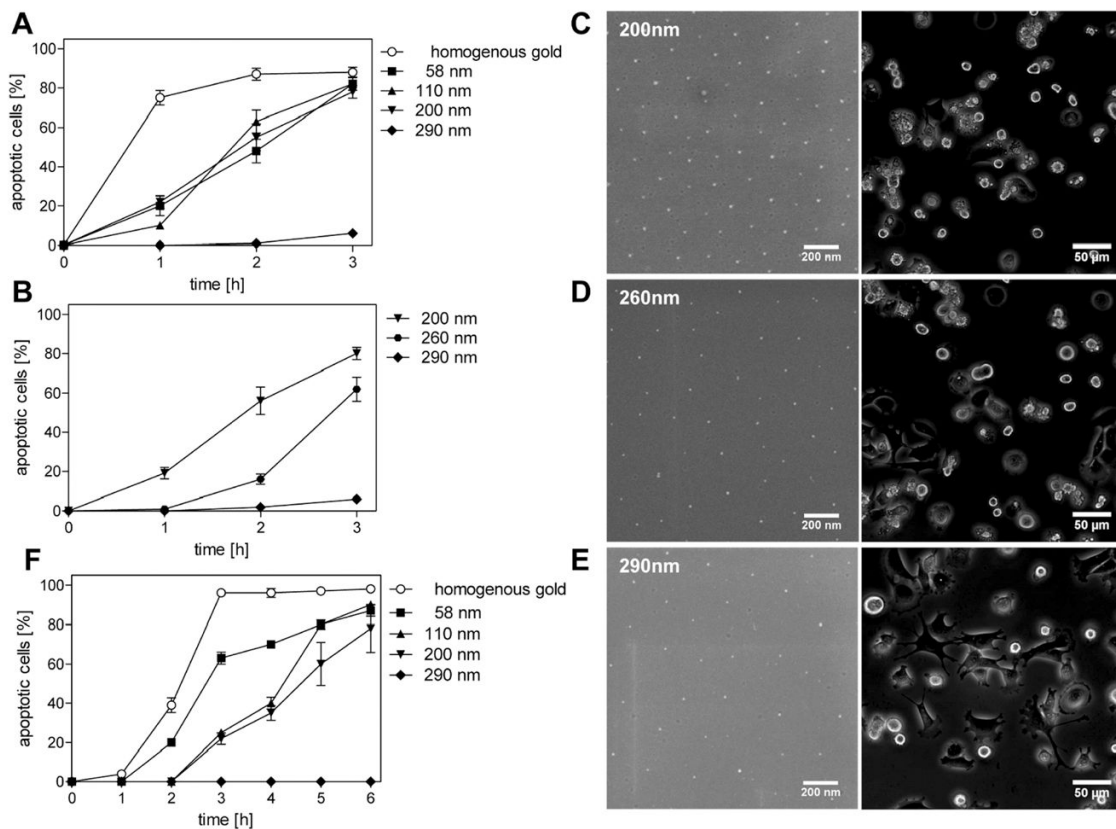 A
100
80
60
40
20
0
apoptotic cells [%]
0 1 2 3
time [h]
homogenous gold
58 nm
110 nm
200 nm
290 nm
B
100
80
60
40
20
0
apoptotic cells [%]
0 1 2 3
time [h]
200 nm
260 nm
290 nm
F
100
80
60
40
20
0
apoptotic cells [%]
0 1 2 3 4 5 6
time [h]
homogenous gold
58 nm
110 nm
200 nm
290 nm
C
200nm
200 nm
50 µm
D
260nm
200 nm
50 µm
E
290nm
200 nm
50 µm